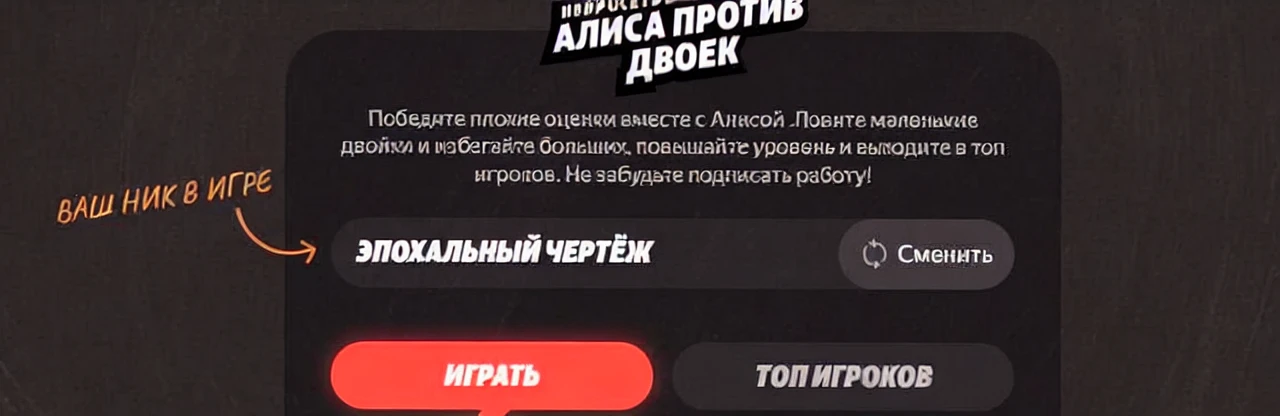 АЛИСА ПРОТИВ
ДВОЕК
Победите плохие оценки вместе с Алисой .Ловите маленькие
двойки и избегайте больших, повышайте уровень и выходите в топ
игроков. Не забудьте подписать работу!
ВАШ НИК В ИГРЕ
ЭПОХАЛЬНЫЙ ЧЕРТЁЖ
Сменить
ИГРАТЬ
ТОП ИГРОКОВ